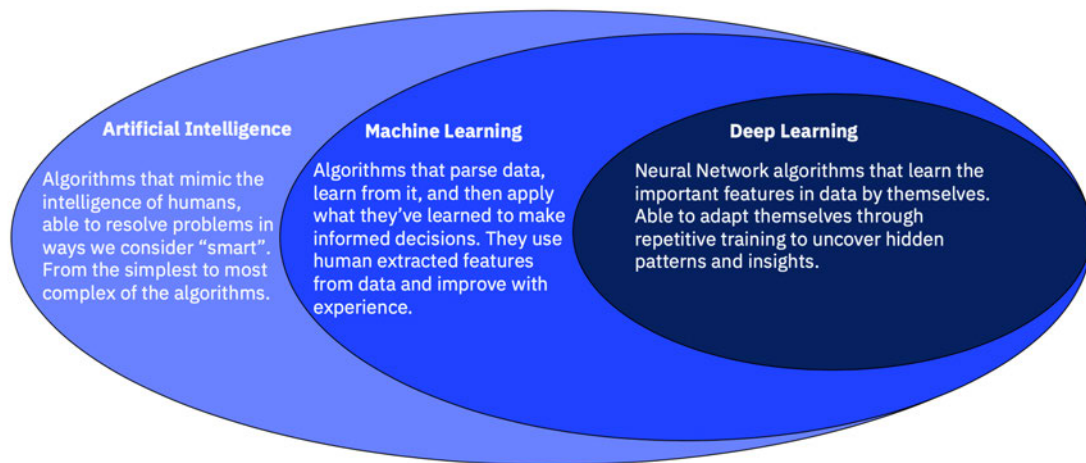 Artificial Intelligence
Algorithms that mimic the
intelligence of humans,
able to resolve problems in
ways we consider “smart”.
From the simplest to most
complex of the algorithms.
Machine Learning
Algorithms that parse data,
learn from it, and then apply
what they’ve learned to make
informed decisions. They use
human extracted features
from data and improve with
experience.
Deep Learning
Neural Network algorithms that learn the
important features in data by themselves.
Able to adapt themselves through
repetitive training to uncover hidden
patterns and insights.